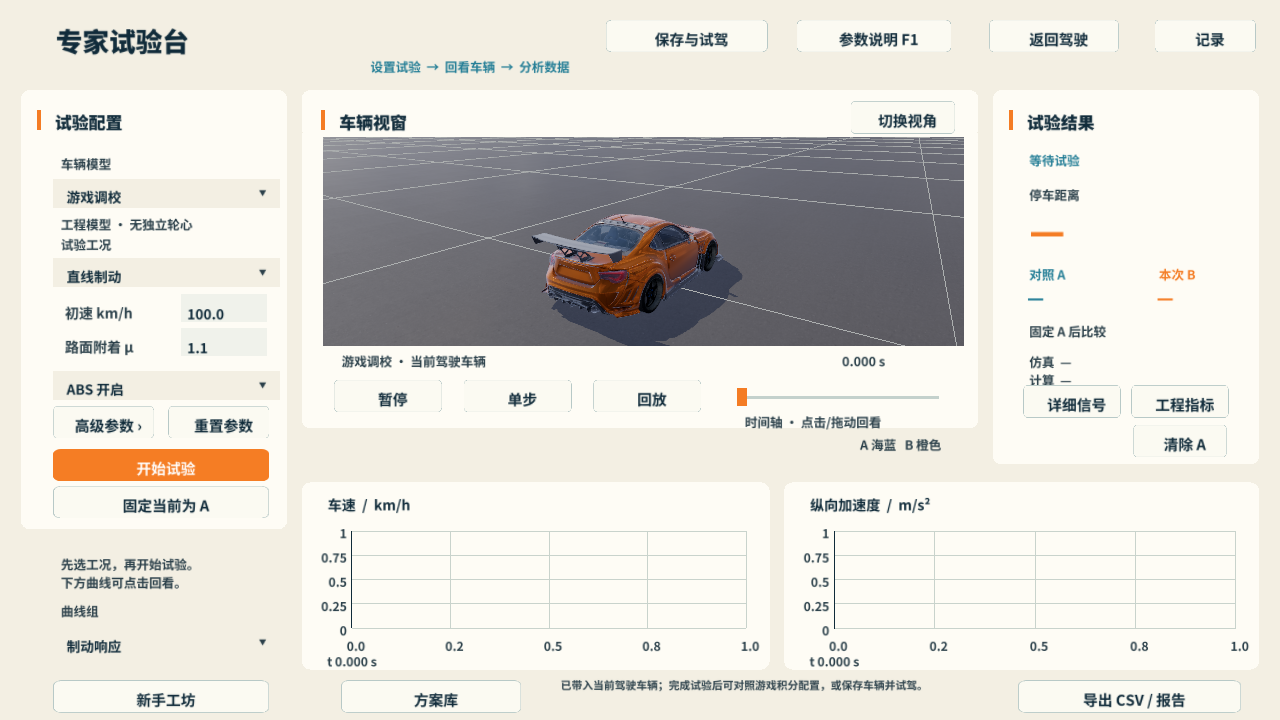 专家试验台
保存与试驾
参数说明 F1
返回驾驶
记录
设置试验 → 回看车辆 → 分析数据
试验配置
车辆模型
游戏调校
工程模型 · 无独立轮心
试验工况
直线制动
初速 km/h 100.0
路面附着 μ 1.1
ABS 开启
高级参数 ›
重置参数
开始试验
固定当前为 A
先选工况，再开始试验。
下方曲线可点击回看。
曲线组
制动响应
新手工坊
车辆视窗
切换视角
游戏调校 · 当前驾驶车辆
0.000 s
暂停
单步
回放
时间轴 · 点击/拖动回看
A 海蓝 B 橙色
试验结果
等待试验
停车距离
—
对照 A
本次 B
—
—
固定 A 后比较
仿真 —
计算 —
详细信号
工程指标
清除 A
车速 / km/h
1
0.75
0.5
0.25
0
0.0 0.2 0.5 0.8 1.0
t 0.000 s
纵向加速度 / m/s²
1
0.75
0.5
0.25
0
0.0 0.2 0.5 0.8 1.0
t 0.000 s
方案库
已带入当前驾驶车辆；完成试验后可对照游戏积分配置，或保存车辆并试驾。
导出 CSV / 报告